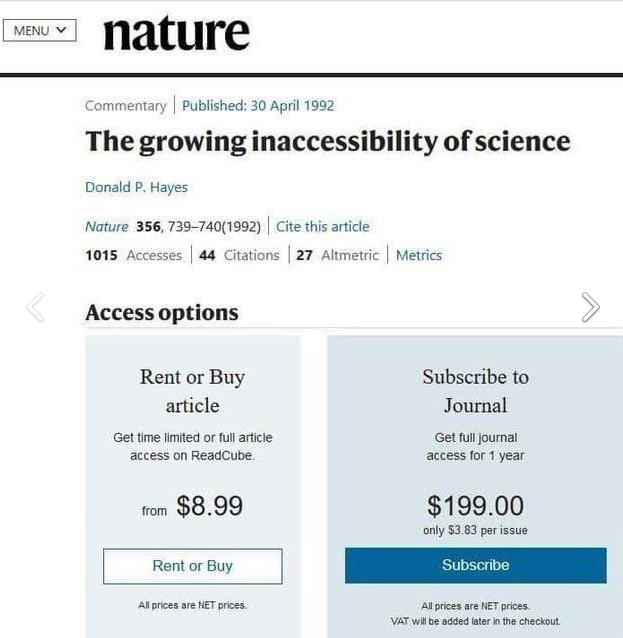 MENU
nature
Commentary | Published: 30 April 1992
The growing inaccessibility of science
Donald P. Hayes
Nature 356, 739–740(1992) | Cite this article
1015 Accesses | 44 Citations | 27 Altmetric | Metrics
Access options
Rent or Buy
article
Get time limited or full article
access on ReadCube.
from $8.99
Rent or Buy
All prices are NET prices.
Subscribe to
Journal
Get full journal
access for 1 year
$199.00
only $3.83 per issue
Subscribe
All prices are NET prices.
VAT will be added later in the checkout.